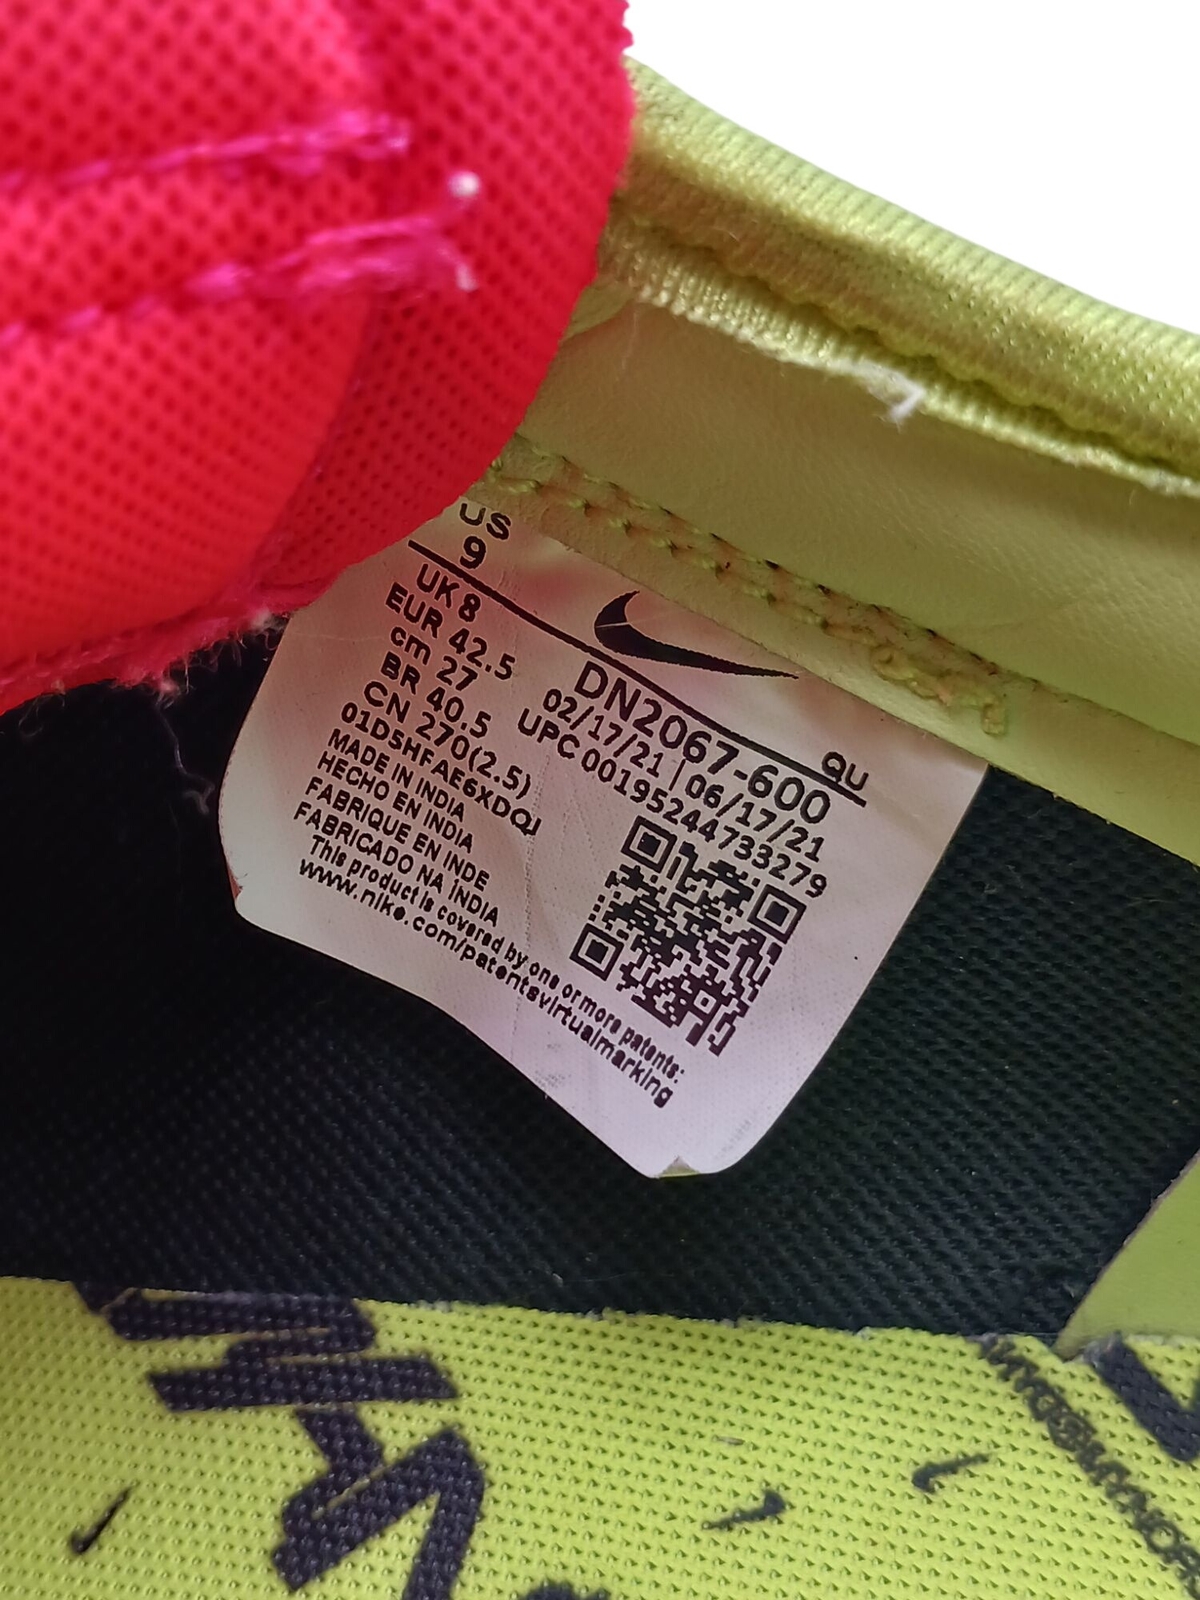 US
9
UK 8
EUR 42.5
cm 27
BR 40.5
CN 270(2.5)
01D5HFAE6XDQJ
MADE IN INDIA
HECHO EN INDIA
FABRIQUE EN INDE
FABRICADO NA ÍNDIA
This product is covered by one or more patents:
www.nike.com/patentsvirtualmarking
QU
DN2067-600
02/17/21 | 06/17/21
UPC 00195244733279